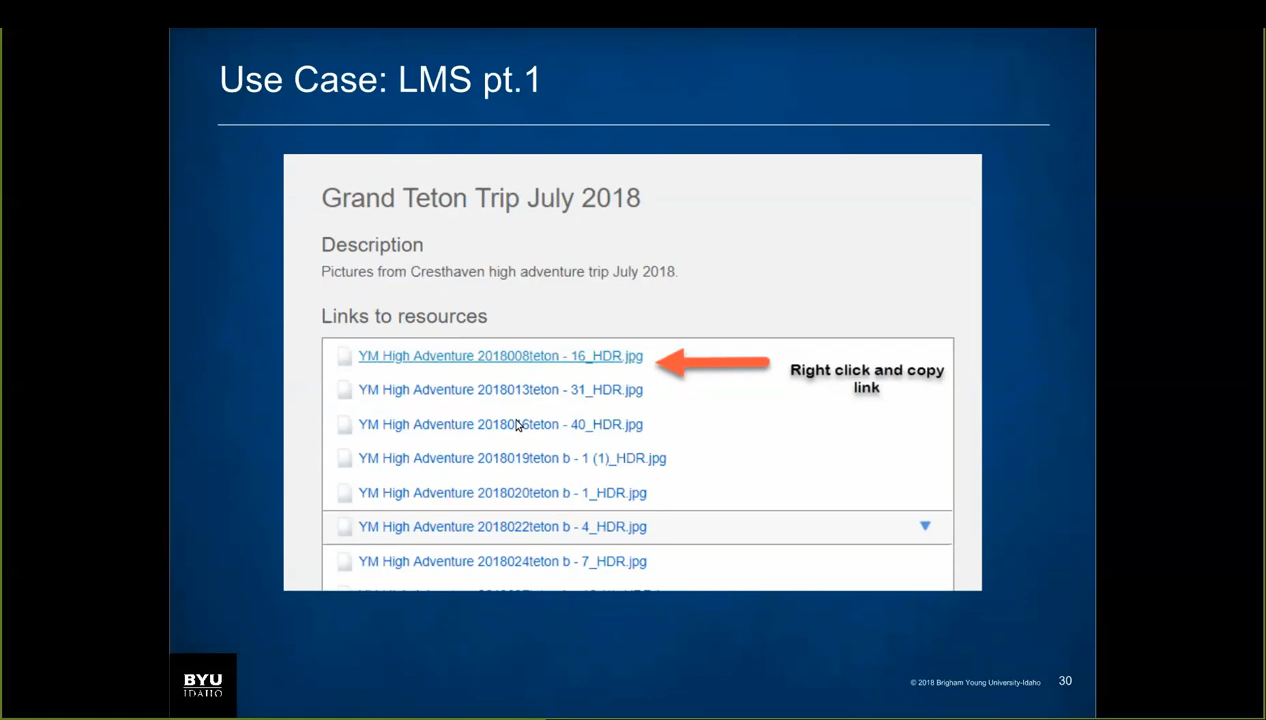 Use Case: LMS pt.1
Grand Teton Trip July 2018
Description
Pictures from Cresthaven high adventure trip July 2018.
Links to resources
YM High Adventure 2018008teton - 16_HDR.jpg
Right click and copy
link
YM High Adventure 2018013teton - 31_HDR.jpg
YM High Adventure teton - 40_HDR.jpg
YM High Adventure 2018019teton b - 1 (1)_HDR.jpg
YM High Adventure 2018020teton b - 1_HDR.jpg
YM High Adventure 2018022teton b - 4_HDR.jpg
YM High Adventure 2018024teton b - 7_HDR.jpg
BYU
IDAHO
© 2018 Brigham Young University-Idaho 30